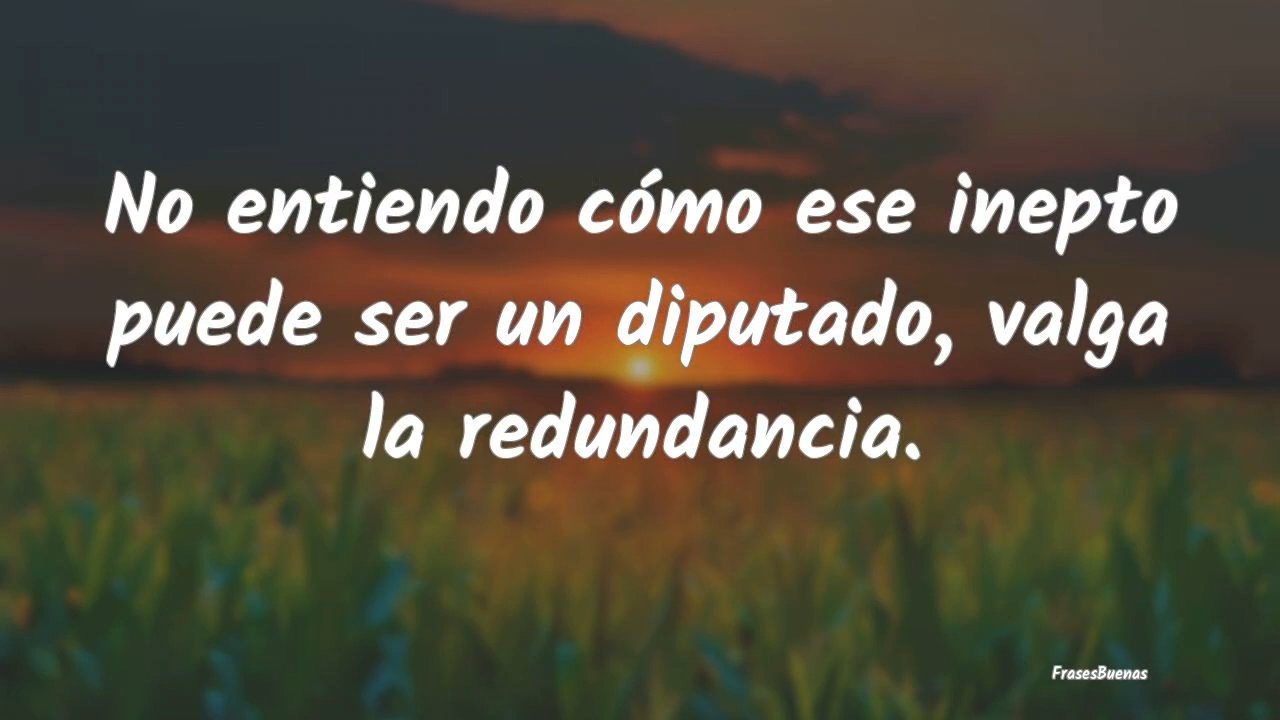 No entiendo cómo ese inepto
puede ser un diputado, valga
la redundancia.
FrasesBuenas